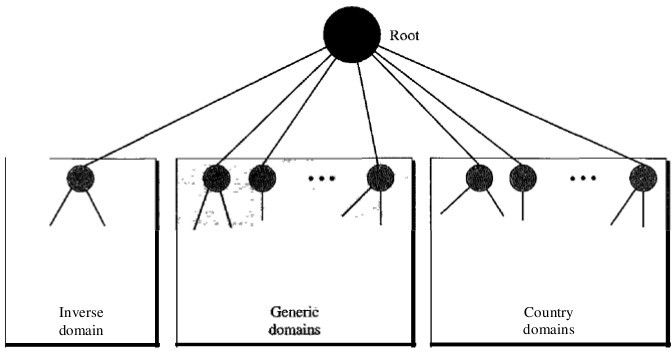 Root
Inverse
domain
Generic
domains
Country
domains